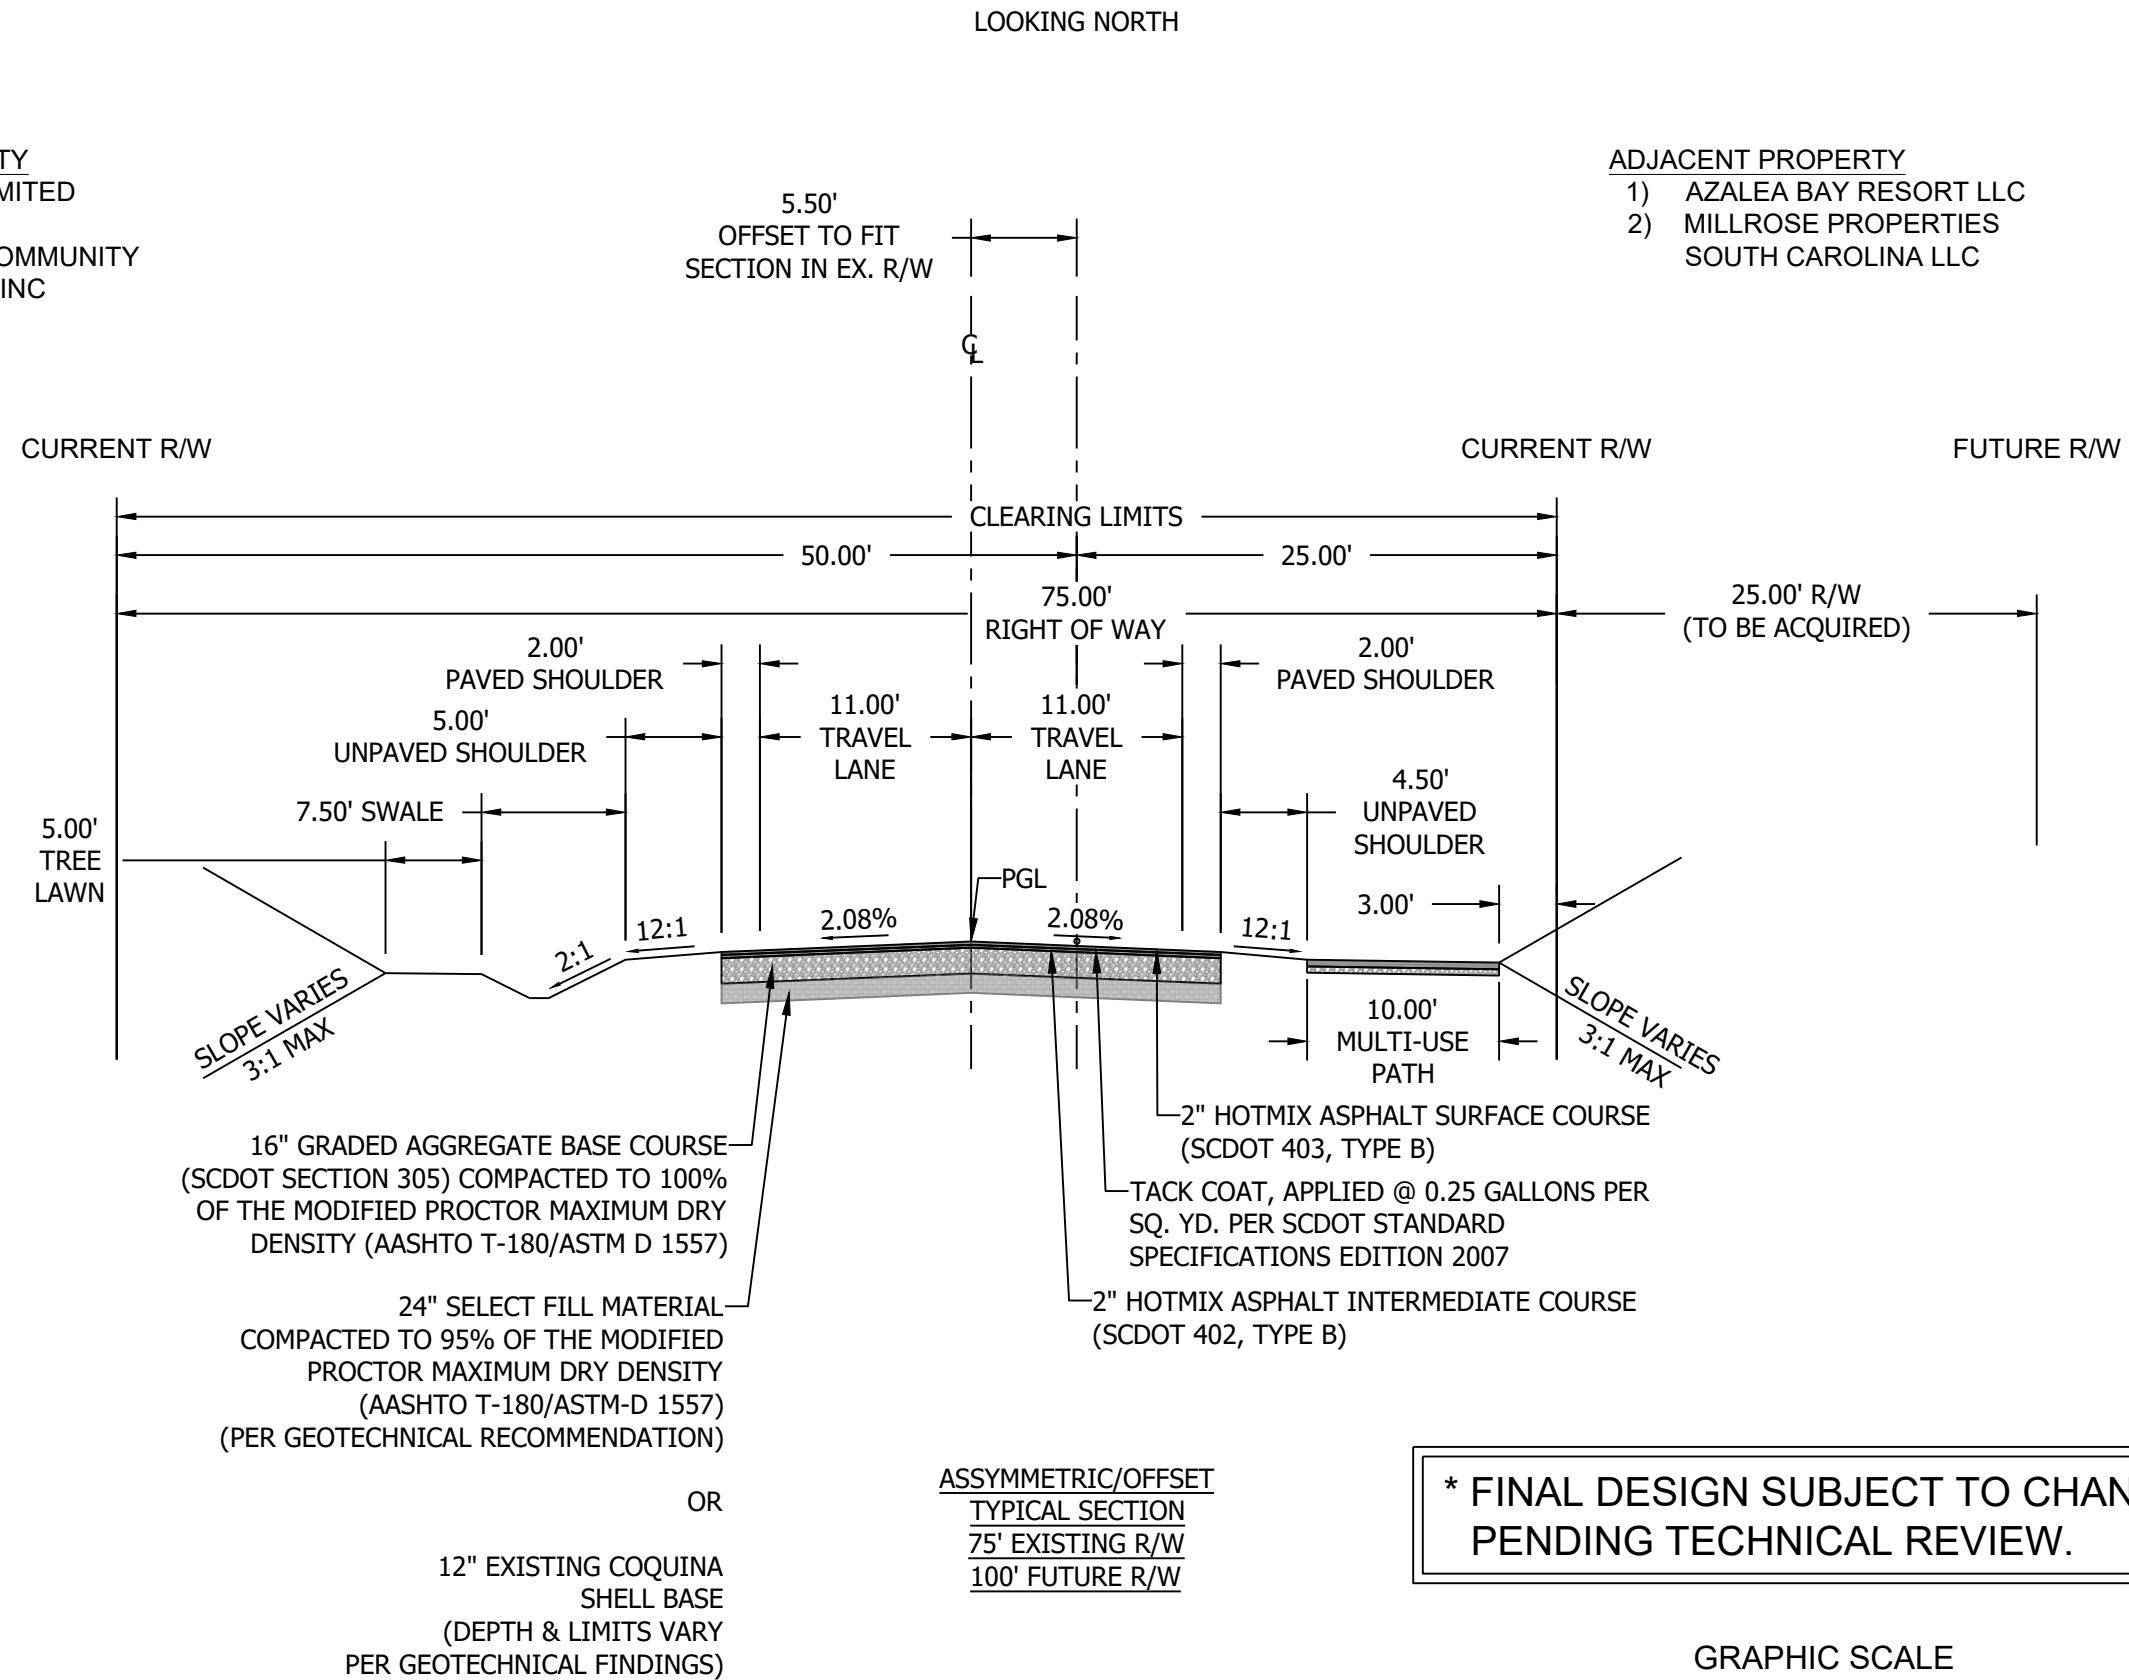 LOOKING NORTH
TY
MITED
OMMUNITY
INC
5.50'
OFFSET TO FIT
SECTION IN EX. R/W
ADJACENT PROPERTY
1) AZALEA BAY RESORT LLC
2) MILLROSE PROPERTIES
SOUTH CAROLINA LLC
CL
CURRENT R/W
CURRENT R/W
FUTURE R/W
CLEARING LIMITS
50.00'
25.00'
75.00'
RIGHT OF WAY
25.00' R/W
(TO BE ACQUIRED)
2.00'
PAVED SHOULDER
2.00'
PAVED SHOULDER
5.00'
UNPAVED SHOULDER
11.00'
TRAVEL
LANE
11.00'
TRAVEL
LANE
7.50' SWALE
4.50'
UNPAVED
SHOULDER
5.00'
TREE
LAWN
PGL
3.00'
2:1
12:1
2.08%
2.08%
12:1
SLOPE VARIES
3:1 MAX
10.00'
MULTI-USE
PATH
SLOPE VARIES
3:1 MAX
16" GRADED AGGREGATE BASE COURSE
(SCDOT SECTION 305) COMPACTED TO 100%
OF THE MODIFIED PROCTOR MAXIMUM DRY
DENSITY (AASHTO T-180/ASTM D 1557)
2" HOTMIX ASPHALT SURFACE COURSE
(SCDOT 403, TYPE B)
TACK COAT, APPLIED @ 0.25 GALLONS PER
SQ. YD. PER SCDOT STANDARD
SPECIFICATIONS EDITION 2007
2" HOTMIX ASPHALT INTERMEDIATE COURSE
(SCDOT 402, TYPE B)
24" SELECT FILL MATERIAL
COMPACTED TO 95% OF THE MODIFIED
PROCTOR MAXIMUM DRY DENSITY
(AASHTO T-180/ASTM-D 1557)
(PER GEOTECHNICAL RECOMMENDATION)
OR
12" EXISTING COQUINA
SHELL BASE
(DEPTH & LIMITS VARY
PER GEOTECHNICAL FINDINGS)
ASSYMMETRIC/OFFSET
TYPICAL SECTION
75' EXISTING R/W
100' FUTURE R/W
* FINAL DESIGN SUBJECT TO CHAN
PENDING TECHNICAL REVIEW.
GRAPHIC SCALE